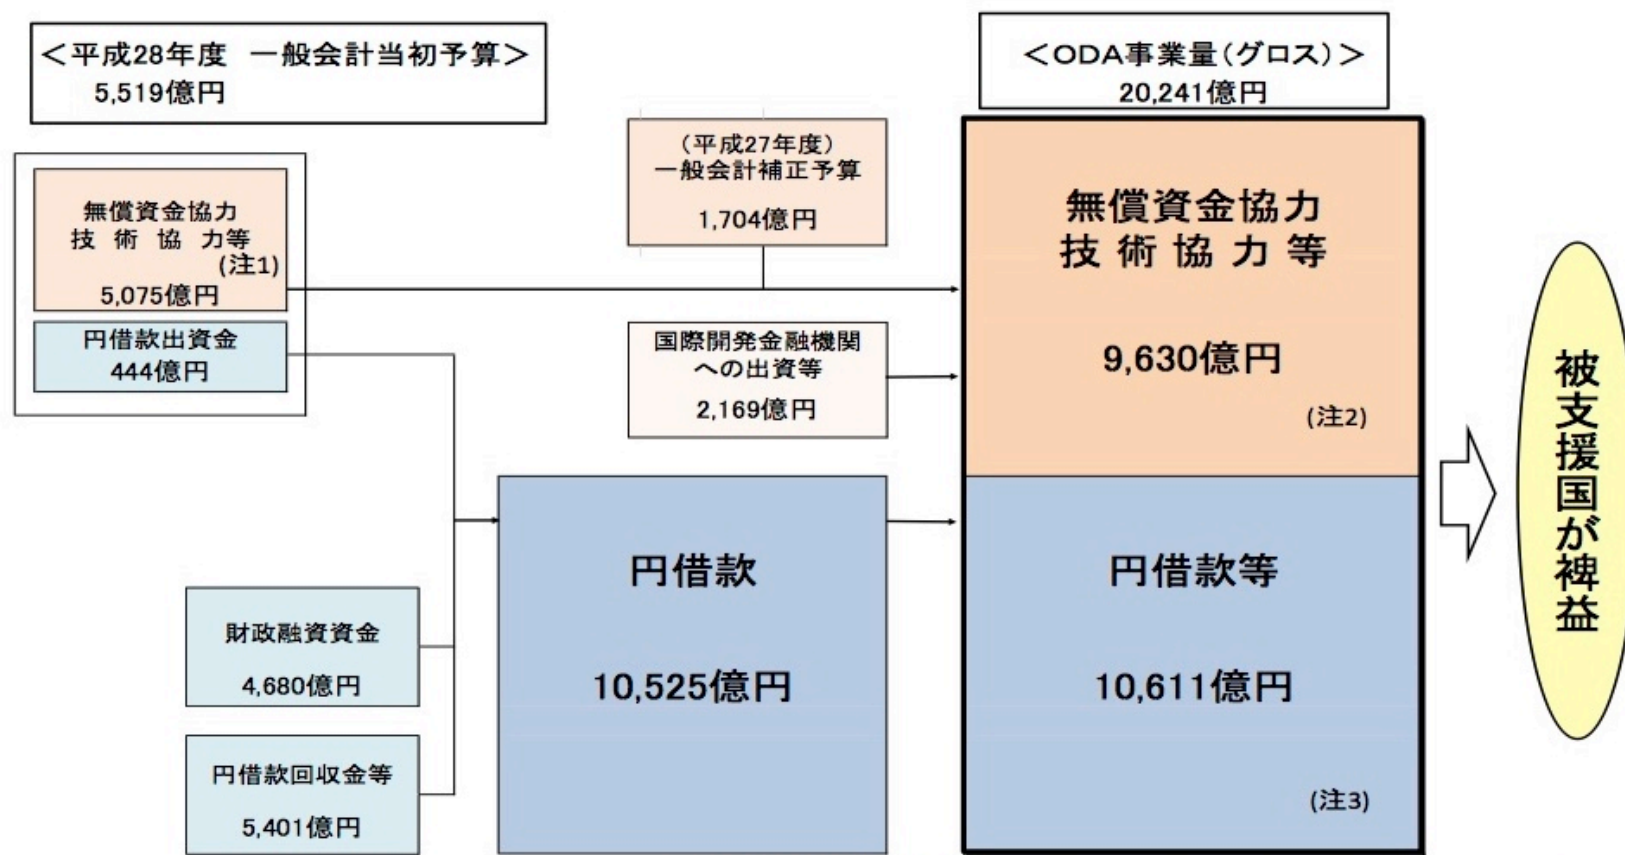 ＜平成28年度　一般会計当初予算＞
5,519億円
＜ODA事業量(グロス)＞
20,241億円
無償資金協力
技術協力等
(注1)
5,075億円
円借款出資金
444億円
(平成27年度)
一般会計補正予算
1,704億円
国際開発金融機関
への出資等
2,169億円
財政融資資金
4,680億円
円借款回収金等
5,401億円
円借款
10,525億円
無償資金協力
技術協力等
9,630億円
(注2)
円借款等
10,611億円
(注3)
被支援国が裨益